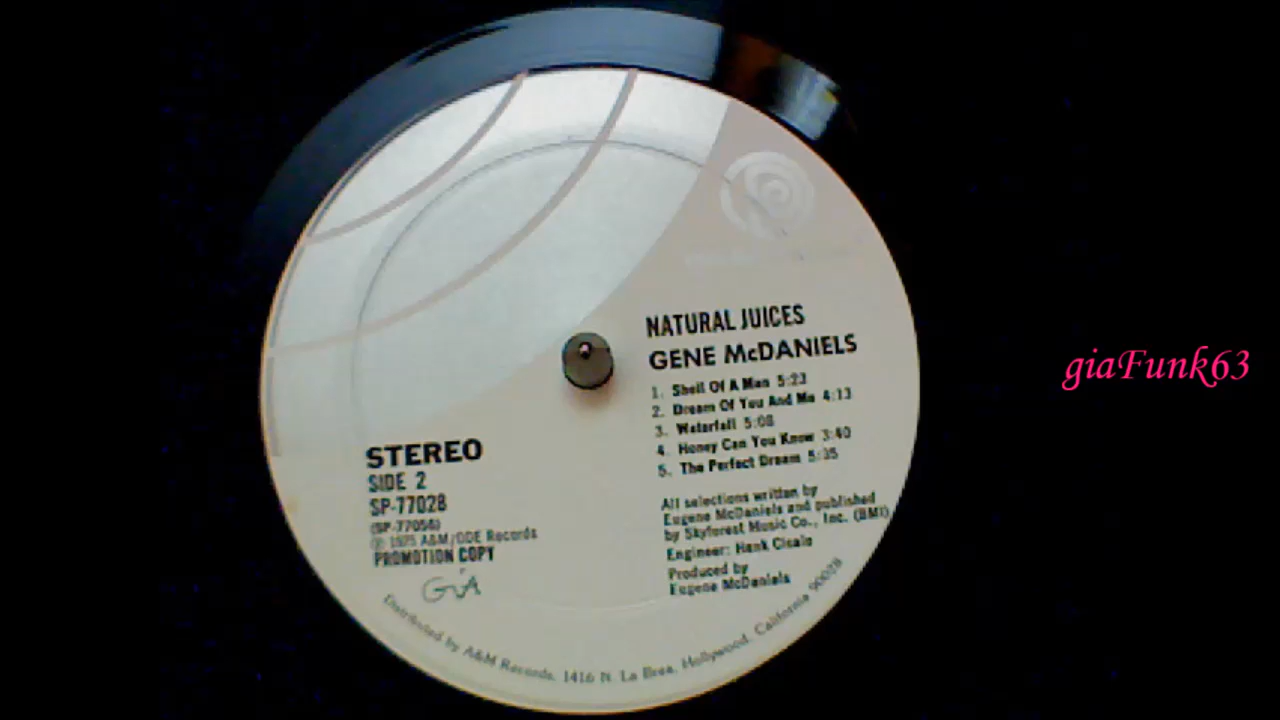 NATURAL JUICES
GENE McDANIELS
1. Shell Of A Man 5:23
2. Dream Of You And Me 4:13
3. Waterfall 5:08
4. Honey Can You Know 3:40
5. The Perfect Dream 5:35
All selections written by
Eugene McDaniels and published
by Skyforest Music Co., Inc. (BMI)
Engineer: Hank Cicalo
Produced by
Eugene McDaniels
STEREO
SIDE 2
SP-77028
(SP-77056)
℗ 1975 A&M/ODE Records
PROMOTION COPY
GiA
Distributed by A&M Records, 1416 N. La Brea, Hollywood, California 90028
giaFunk63